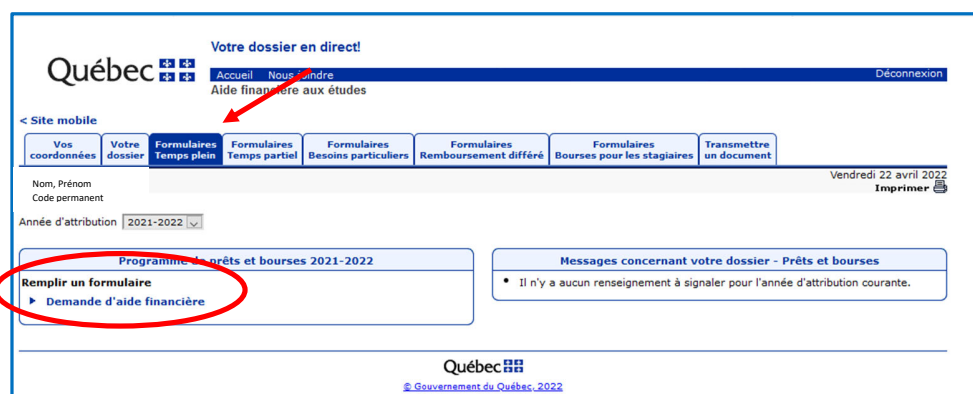 Votre dossier en direct!
Québec
Accueil Nous joindre Déconnexion
Aide financière aux études
< Site mobile
Vos coordonnées
Votre dossier
Formulaires Temps plein
Formulaires Temps partiel
Formulaires Besoins particuliers
Formulaires Remboursement différé
Formulaires Bourses pour les stagiaires
Transmettre un document
Vendredi 22 avril 2022
Nom, Prénom
Imprimer
Code permanent
Année d'attribution 2021-2022
Programme de prêts et bourses 2021-2022
Remplir un formulaire
Demande d'aide financière
Messages concernant votre dossier - Prêts et bourses
• Il n'y a aucun renseignement à signaler pour l'année d'attribution courante.
Québec
© Gouvernement du Québec, 2022